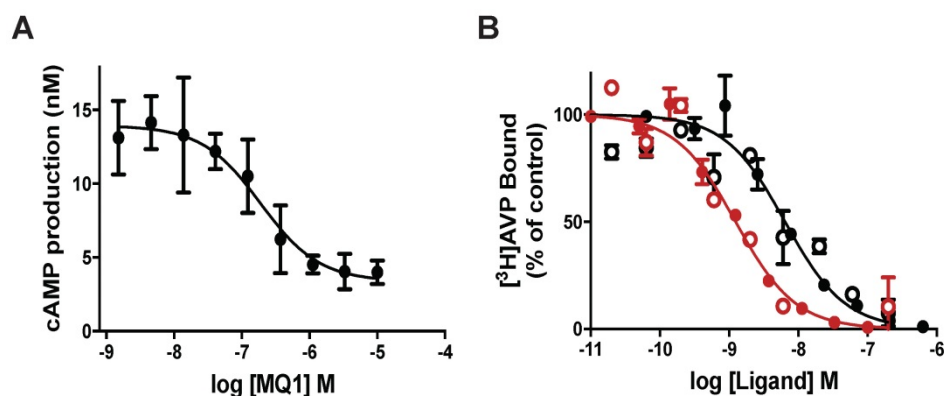 A
cAMP production (nM)
15
10
5
0
-9 -8 -7 -6 -5 -4
log [MQ1] M
B
[³H]AVP Bound
(% of control)
100
50
0
-11 -10 -9 -8 -7 -6
log [Ligand] M